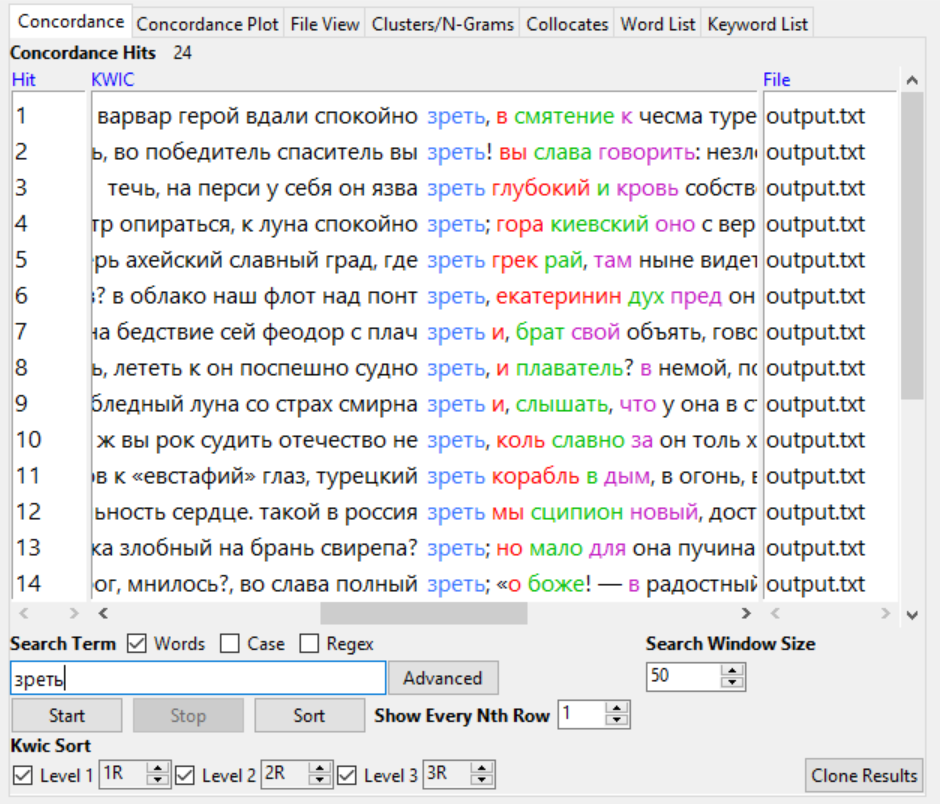 Concordance Concordance Plot File View Clusters/N-Grams Collocates Word List Keyword List
Concordance Hits 24
Hit KWIC File
1 варвар герой вдали спокойно зреть, в смятение к чесма туре output.txt
2 ь, во победитель спаситель вы зреть! вы слава говорить: незл output.txt
3 течь, на перси у себя он язва зреть глубокий и кровь собств output.txt
4 тр опираться, к луна спокойно зреть; гора киевский оно с вер output.txt
5 рь ахейский славный град, где зреть грек рай, там ныне видет output.txt
6 ? в облако наш флот над понт зреть, екатеринин дух пред он output.txt
7 на бедствие сей феодор с плач зреть и, брат свой объять, гово output.txt
8 ь, лететь к он поспешно судно зреть, и плаватель? в немой, по output.txt
9 бледный луна со страх смирна зреть и, слышать, что у она в ст output.txt
10 ж вы рок судить отечество не зреть, коль славно за он толь х output.txt
11 ов к «евстафий» глаз, турецкий зреть корабль в дым, в огонь, в output.txt
12 ьность сердце. такой в россия зреть мы сципион новый, дост output.txt
13 ка злобный на брань свирепа? зреть; но мало для она пучина output.txt
14 ог, мнилось?, во слава полный зреть; «о боже! — в радостный output.txt
Search Term Words Case Regex Search Window Size
зреть Advanced 50
Start Stop Sort Show Every Nth Row 1
Kwic Sort
Level 1 1R Level 2 2R Level 3 3R Clone Results